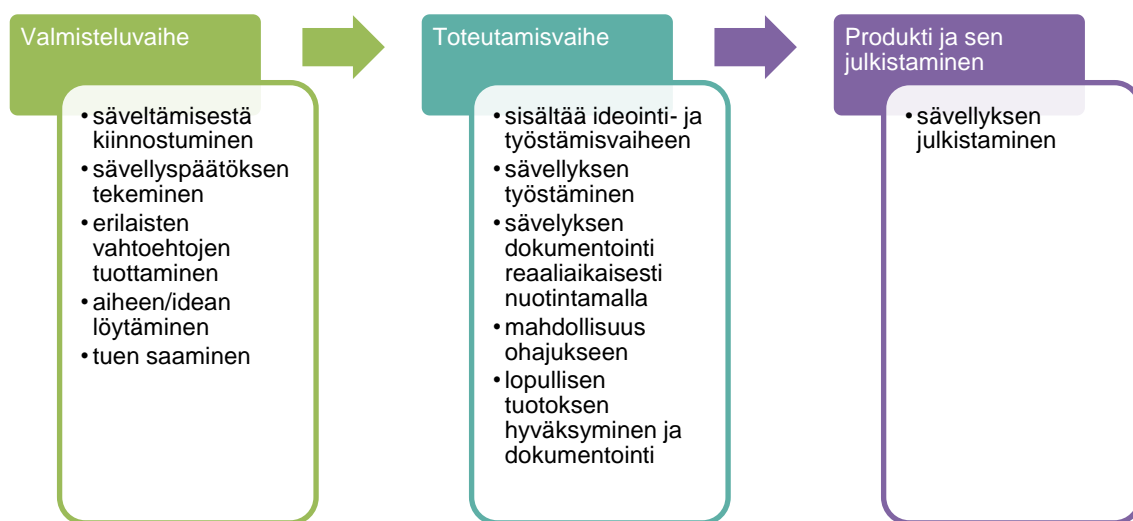 Valmisteluvaihe
• säveltämisestä
kiinnostuminen
• sävellyspäätöksen
tekeminen
• erilaisten
vahtoehtojen
tuottaminen
• aiheen/idean
löytäminen
• tuen saaminen
Toteutamisvaihe
• sisältää ideointi- ja
työstämisvaiheen
• sävellyksen
työstäminen
• sävelyksen
dokumentointi
reaaliaikaisesti
nuotintamalla
• mahdollisuus
ohajukseen
• lopullisen
tuotoksen
hyväksyminen ja
dokumentointi
Produkti ja sen
julkistaminen
• sävellyksen
julkistaminen